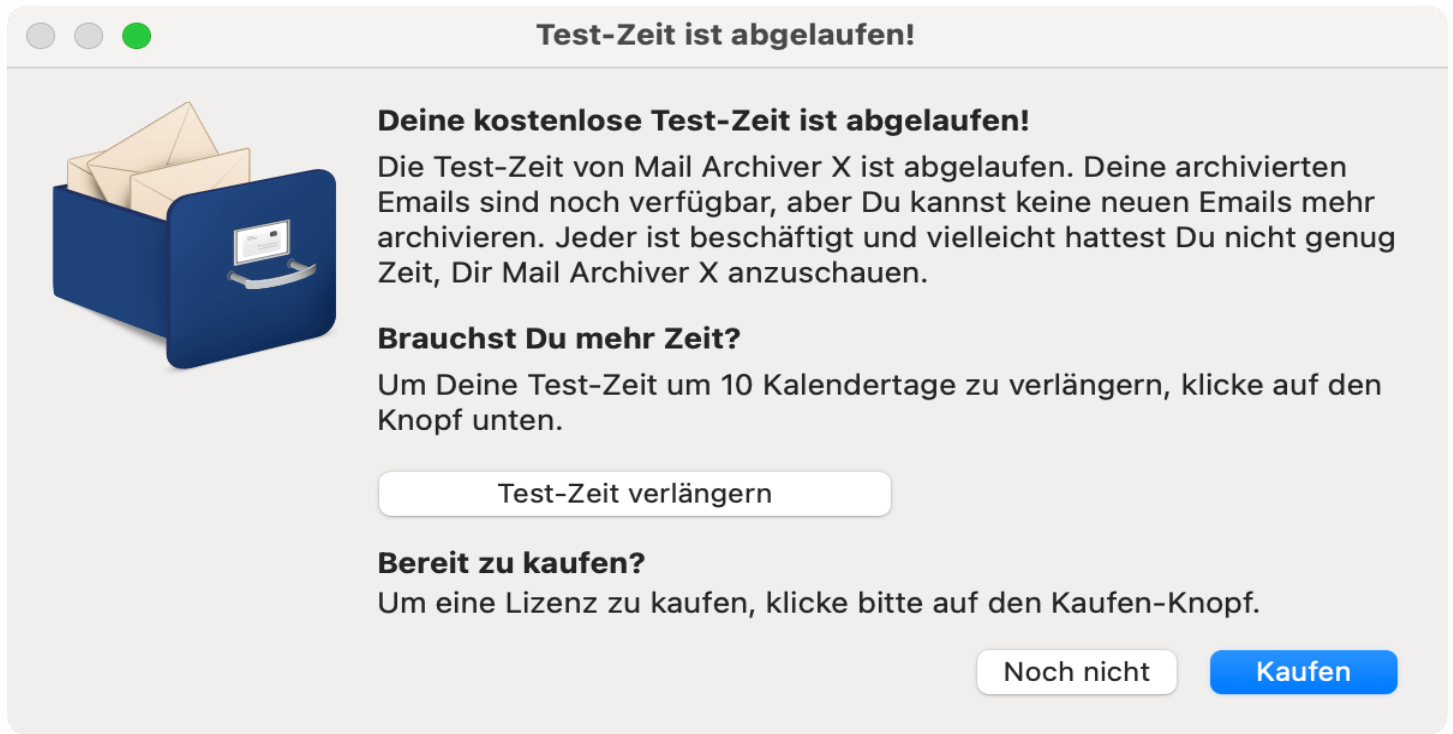 Test-Zeit ist abgelaufen!
Deine kostenlose Test-Zeit ist abgelaufen!
Die Test-Zeit von Mail Archiver X ist abgelaufen. Deine archivierten
Emails sind noch verfügbar, aber Du kannst keine neuen Emails mehr
archivieren. Jeder ist beschäftigt und vielleicht hattest Du nicht genug
Zeit, Dir Mail Archiver X anzuschauen.
Brauchst Du mehr Zeit?
Um Deine Test-Zeit um 10 Kalendertage zu verlängern, klicke auf den
Knopf unten.
Test-Zeit verlängern
Bereit zu kaufen?
Um eine Lizenz zu kaufen, klicke bitte auf den Kaufen-Knopf.
Noch nicht
Kaufen